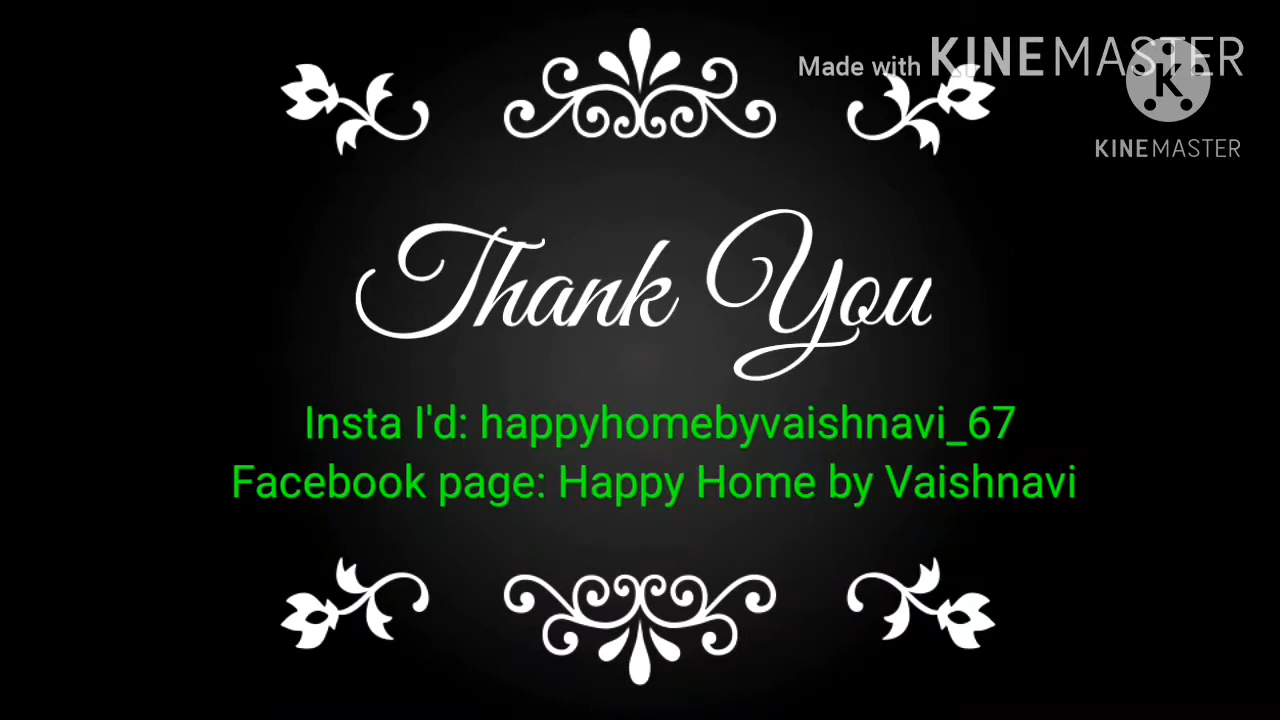 Made with KINEMASTER
K
KINEMASTER
Thank You
Insta I'd: happyhomebyvaishnavi_67
Facebook page: Happy Home by Vaishnavi